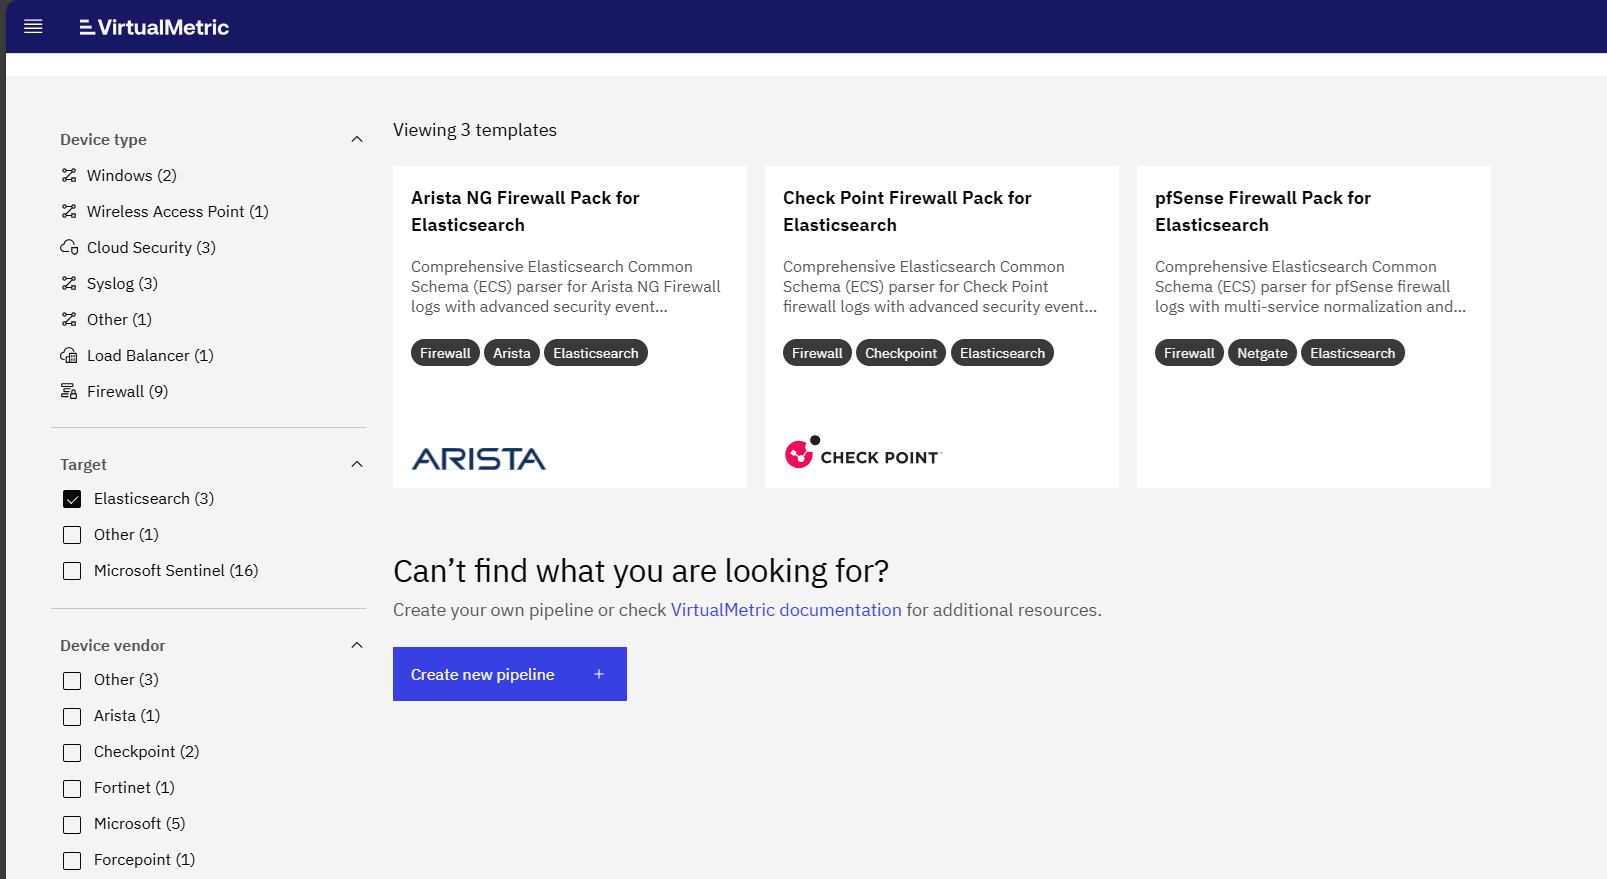 VirtualMetric
Device type
Windows (2)
Wireless Access Point (1)
Cloud Security (3)
Syslog (3)
Other (1)
Load Balancer (1)
Firewall (9)
Target
Elasticsearch (3)
Other (1)
Microsoft Sentinel (16)
Device vendor
Other (3)
Arista (1)
Checkpoint (2)
Fortinet (1)
Microsoft (5)
Forcepoint (1)
Viewing 3 templates
Arista NG Firewall Pack for
Elasticsearch
Comprehensive Elasticsearch Common
Schema (ECS) parser for Arista NG Firewall
logs with advanced security event...
Firewall Arista Elasticsearch
ARISTA
Check Point Firewall Pack for
Elasticsearch
Comprehensive Elasticsearch Common
Schema (ECS) parser for Check Point
firewall logs with advanced security event...
Firewall Checkpoint Elasticsearch
CHECK POINT™
pfSense Firewall Pack for
Elasticsearch
Comprehensive Elasticsearch Common
Schema (ECS) parser for pfSense firewall
logs with multi-service normalization and...
Firewall Netgate Elasticsearch
Can’t find what you are looking for?
Create your own pipeline or check VirtualMetric documentation for additional resources.
Create new pipeline +